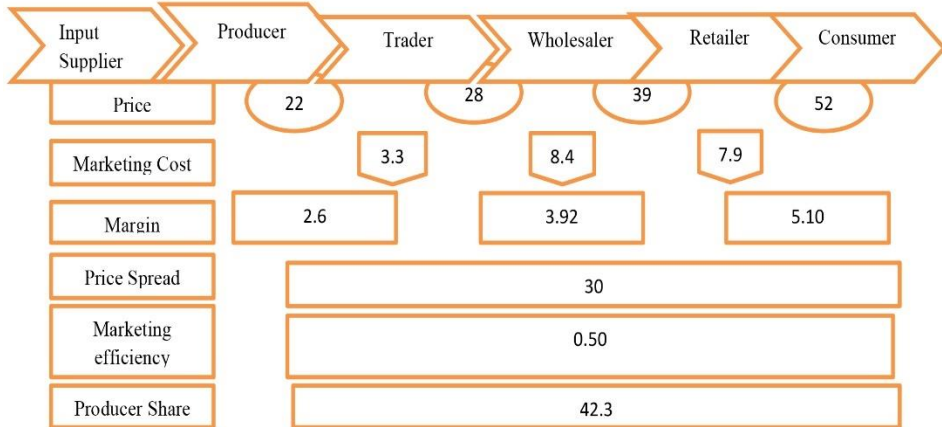 Input
Supplier
Producer
Trader
Wholesaler
Retailer
Consumer
Price
22
28
39
52
Marketing Cost
3.3
8.4
7.9
Margin
2.6
3.92
5.10
Price Spread
30
Marketing
efficiency
0.50
Producer Share
42.3